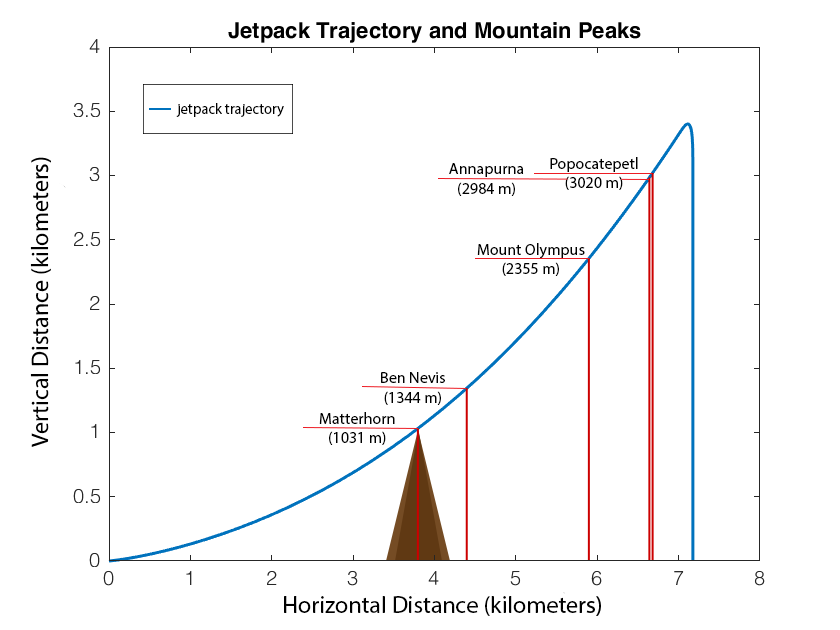 Jetpack Trajectory and Mountain Peaks
4
jetpack trajectory
3.5
Annapurna
(2984 m)
Popocatepetl
(3020 m)
3
2.5
Mount Olympus
(2355 m)
2
1.5
Ben Nevis
(1344 m)
Matterhorn
(1031 m)
1
0.5
0
Vertical Distance (kilometers)
0 1 2 3 4 5 6 7 8
Horizontal Distance (kilometers)